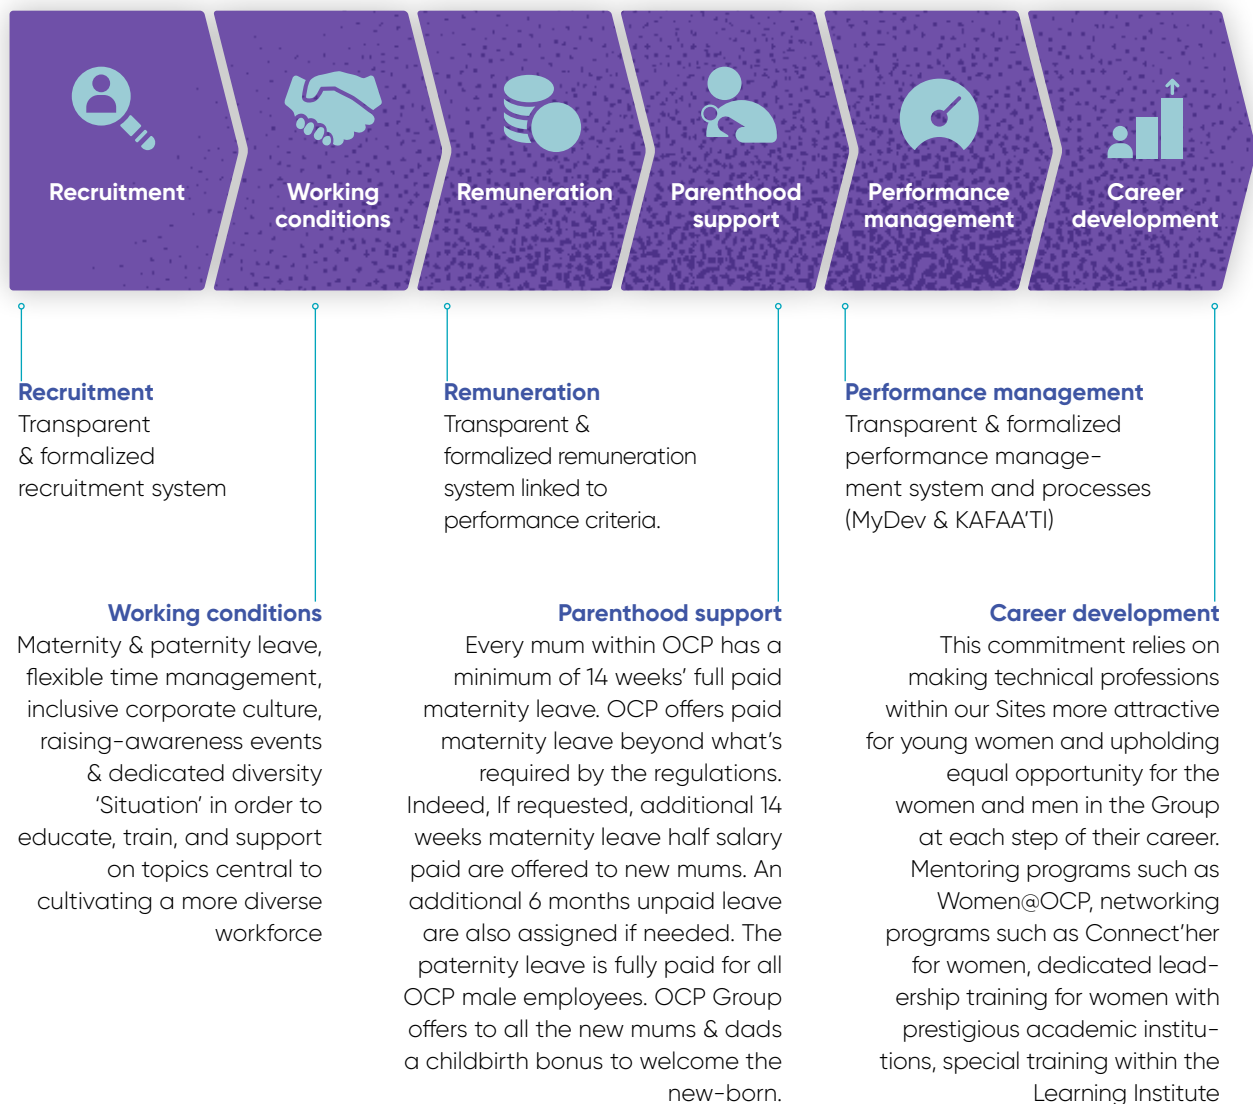 Recruitment
Working
conditions
Remuneration
Parenthood
support
Performance
management
Career
development
Recruitment
Transparent
& formalized
recruitment system
Remuneration
Transparent &
formalized remuneration
system linked to
performance criteria.
Performance management
Transparent & formalized
performance manage-
ment system and processes
(MyDev & KAFAA'TI)
Working conditions
Maternity & paternity leave,
flexible time management,
inclusive corporate culture,
raising-awareness events
& dedicated diversity
'Situation' in order to
educate, train, and support
on topics central to
cultivating a more diverse
workforce
Parenthood support
Every mum within OCP has a
minimum of 14 weeks' full paid
maternity leave. OCP offers paid
maternity leave beyond what's
required by the regulations.
Indeed, If requested, additional 14
weeks maternity leave half salary
paid are offered to new mums. An
additional 6 months unpaid leave
are also assigned if needed. The
paternity leave is fully paid for all
OCP male employees. OCP Group
offers to all the new mums & dads
a childbirth bonus to welcome the
new-born.
Career development
This commitment relies on
making technical professions
within our Sites more attractive
for young women and upholding
equal opportunity for the
women and men in the Group
at each step of their career.
Mentoring programs such as
Women@OCP, networking
programs such as Connect'her
for women, dedicated lead-
ership training for women with
prestigious academic institu-
tions, special training within the
Learning Institute